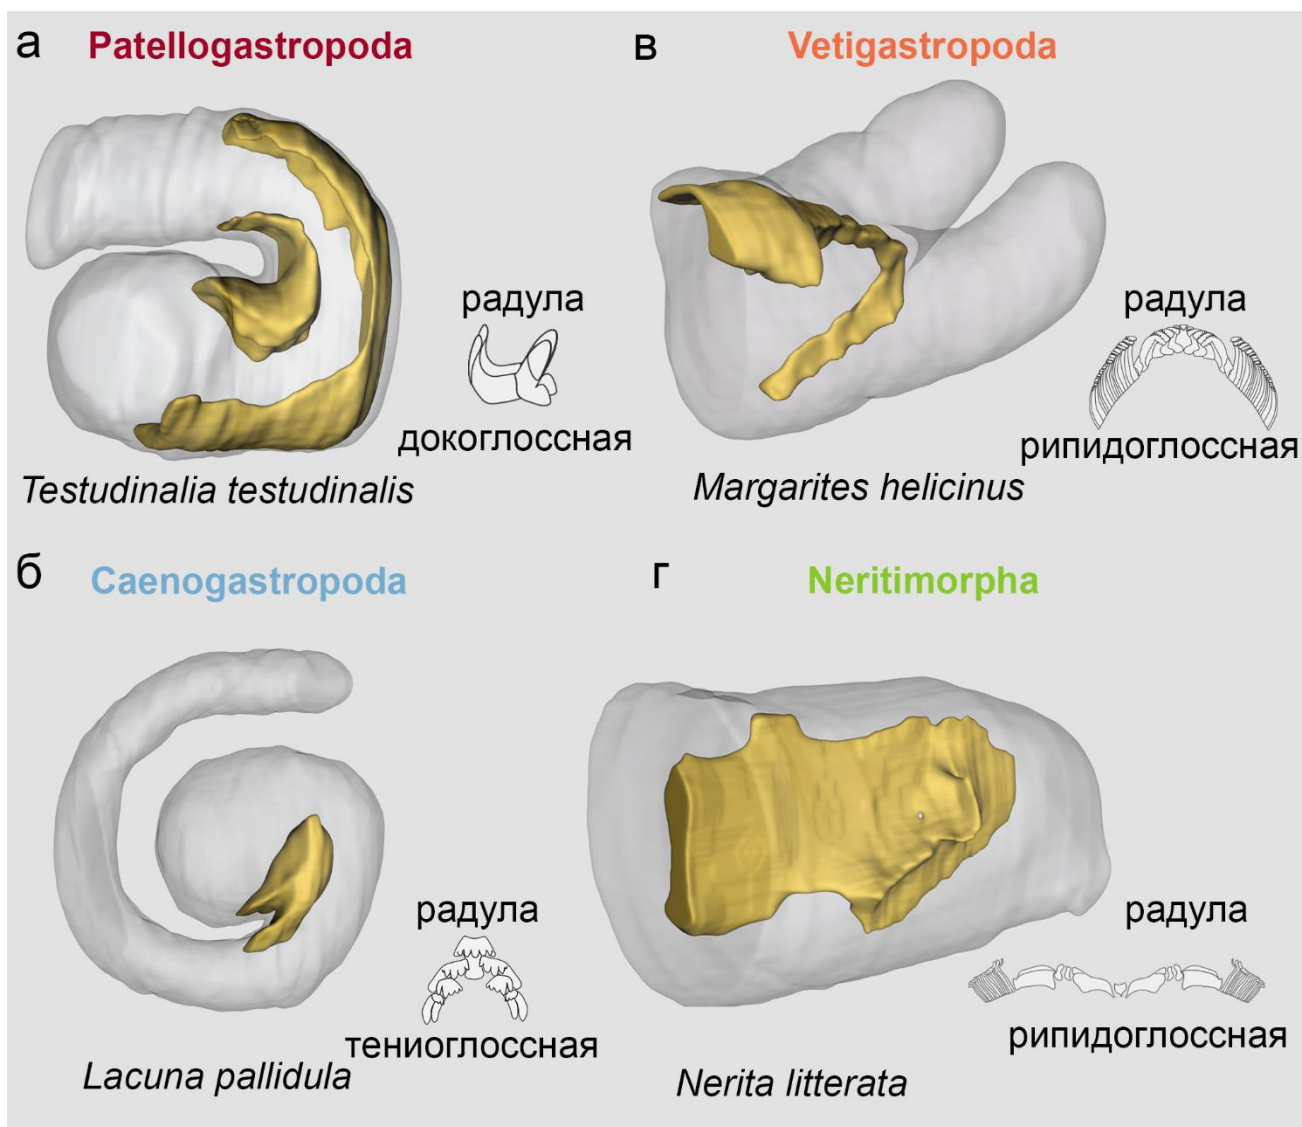 а Patellogastropoda
радула
докоглоссная
Testudinalia testudinalis
в Vetigastropoda
радула
рипидоглоссная
Margarites helicinus
б Caenogastropoda
радула
тениоглоссная
Lacuna pallidula
г Neritimorpha
радула
рипидоглоссная
Nerita litterata